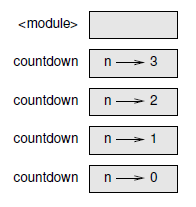 <module>
countdown n → 3
countdown n → 2
countdown n → 1
countdown n → 0